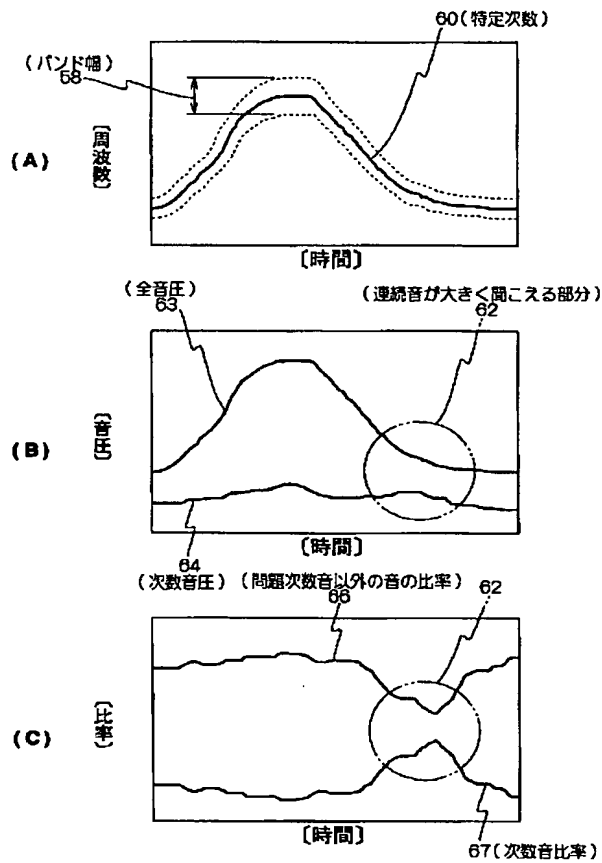 60(特定次数)
(バンド幅)
58
(A)
〔周波数〕
〔時間〕
(全音圧)
63
(連続音が大きく聞こえる部分)
62
(B)
〔音圧〕
〔時間〕
64
(次数音圧)
(問題次数音以外の音の比率)
66
62
(C)
〔比率〕
〔時間〕
67(次数音比率)